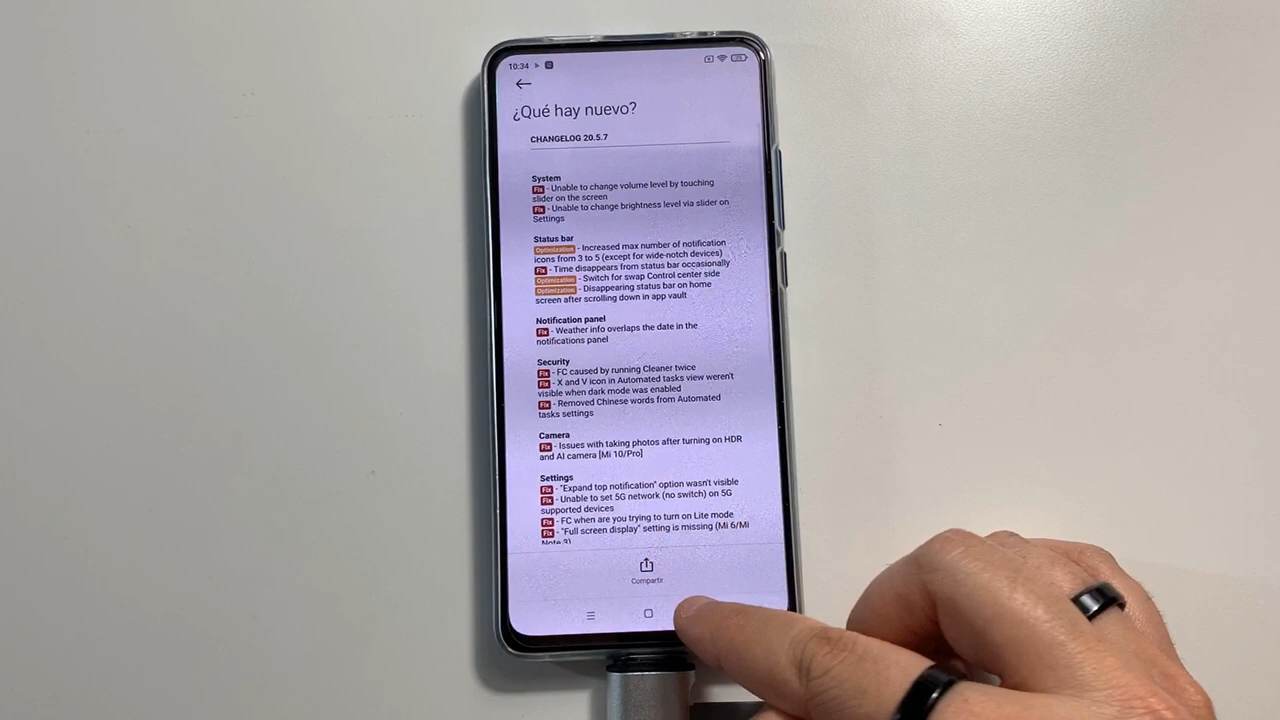 10:34
¿Qué hay nuevo?
CHANGELOG 20.5.7
System
Fix - Unable to change volume level by touching
slider on the screen
Fix - Unable to change brightness level via slider on
Settings
Status bar
Optimization - Increased max number of notification
icons from 3 to 5 (except for wide-notch devices)
Fix - Time disappears from status bar occasionally
Optimization - Switch for swap Control center side
Optimization - Disappearing status bar on home
screen after scrolling down in app vault
Notification panel
Fix - Weather info overlaps the date in the
notifications panel
Security
Fix - FC caused by running Cleaner twice
Fix - X and V icon in Automated tasks view weren't
visible when dark mode was enabled
Fix - Removed Chinese words from Automated
tasks settings
Camera
Fix - Issues with taking photos after turning on HDR
and AI camera [Mi 10/Pro]
Settings
Fix - "Expand top notification" option wasn't visible
Fix - Unable to set 5G network (no switch) on 5G
supported devices
Fix - FC when are you trying to turn on Lite mode
Fix - "Full screen display" setting is missing (Mi 6/Mi
Note 3)
Compartir